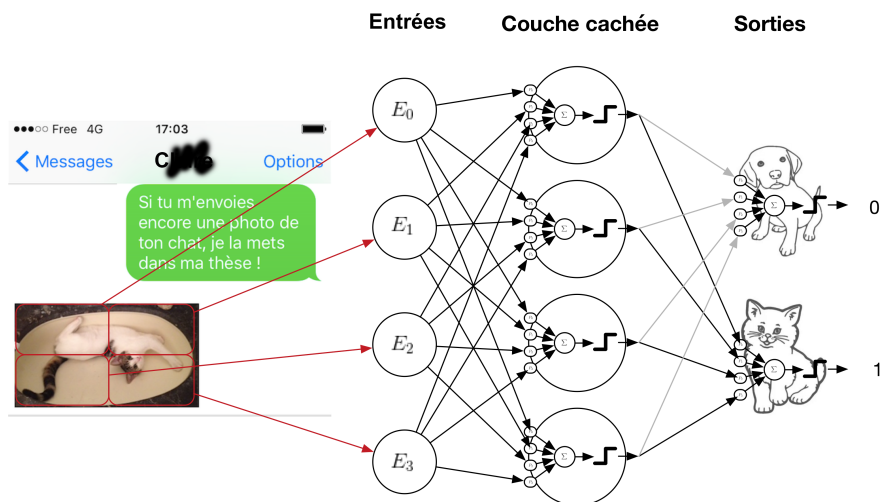 Entrées
Couche cachée
Sorties
Free 4G
17:03
Messages
Options
Si tu m'envoies
encore une photo de
ton chat, je la mets
dans ma thèse !
E0
E1
E2
E3
Σ
Σ
Σ
Σ
Σ
Σ
0
1